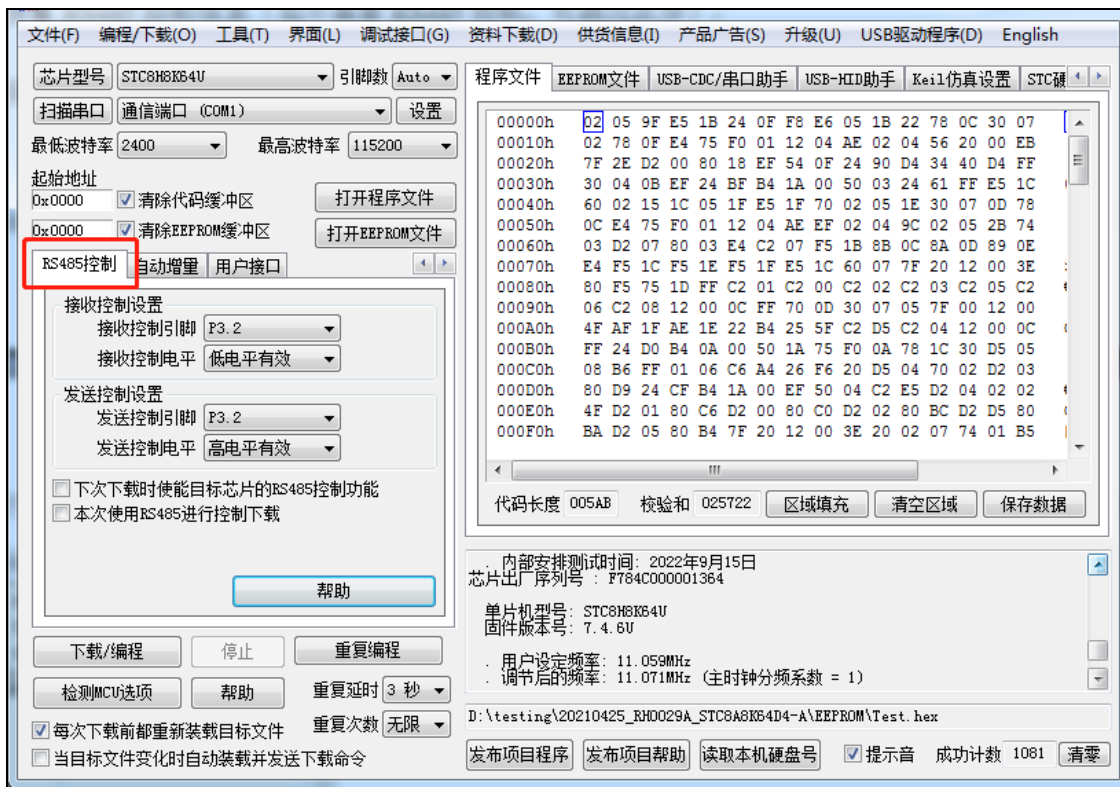 文件(F) 编程/下载(O) 工具(T) 界面(L) 调试接口(G) 资料下载(D) 供货信息(I) 产品广告(S) 升级(U) USB驱动程序(D) English
芯片型号 STC8H8K64U 引脚数 Auto
扫描串口 通信端口 (COM1) 设置
最低波特率 2400 最高波特率 115200
起始地址
0x0000 清除代码缓冲区 打开程序文件
0x0000 清除EEPROM缓冲区 打开EEPROM文件
RS485控制 自动增量 用户接口
接收控制设置
接收控制引脚 P3.2
接收控制电平 低电平有效
发送控制设置
发送控制引脚 P3.2
发送控制电平 高电平有效
下次下载时使能目标芯片的RS485控制功能
本次使用RS485进行控制下载
帮助
下载/编程 停止 重复编程
检测MCU选项 帮助 重复延时 3 秒
每次下载前都重新装载目标文件 重复次数 无限
当目标文件变化时自动装载并发送下载命令
程序文件 EEPROM文件 USB-CDC/串口助手 USB-HID助手 Keil仿真设置 STC硬
00000h 02 05 9F E5 1B 24 0F F8 E6 05 1B 22 78 0C 30 07
00010h 02 78 0F E4 75 F0 01 12 04 AE 02 04 56 20 00 EB
00020h 7F 2E D2 00 80 18 EF 54 0F 24 90 D4 34 40 D4 FF
00030h 30 04 0B EF 24 BF B4 1A 00 50 03 24 61 FF E5 1C
00040h 60 02 15 1C 05 1F E5 1F 70 02 05 1E 30 07 0D 78
00050h 0C E4 75 F0 01 12 04 AE EF 02 04 9C 02 05 2B 74
00060h 03 D2 07 80 03 E4 C2 07 F5 1B 8B 0C 8A 0D 89 0E
00070h E4 F5 1C F5 1E F5 1F E5 1C 60 07 7F 20 12 00 3E
00080h 80 F5 75 1D FF C2 01 C2 00 C2 02 C2 03 C2 05 C2
00090h 06 C2 08 12 00 0C FF 70 0D 30 07 05 7F 00 12 00
000A0h 4F AF 1F AE 1E 22 B4 25 5F C2 D5 C2 04 12 00 0C
000B0h FF 24 D0 B4 0A 00 50 1A 75 F0 0A 78 1C 30 D5 05
000C0h 08 B6 FF 01 06 C6 A4 26 F6 20 D5 04 70 02 D2 03
000D0h 80 D9 24 CF B4 1A 00 EF 50 04 C2 E5 D2 04 02 02
000E0h 4F D2 01 80 C6 D2 00 80 C0 D2 02 80 BC D2 D5 80
000F0h BA D2 05 80 B4 7F 20 12 00 3E 20 02 07 74 01 B5
代码长度 005AB 校验和 025722 区域填充 清空区域 保存数据
. 内部安排测试时间: 2022年9月15日
芯片出厂序列号 : F784C000001364
单片机型号: STC8H8K64U
固件版本号: 7.4.6U
. 用户设定频率: 11.059MHz
. 调节后的频率: 11.071MHz (主时钟分频系数 = 1)
D:\testing\20210425_RH0029A_STC8A8K64D4-A\EEPROM\Test.hex
发布项目程序 发布项目帮助 读取本机硬盘号 提示音 成功计数 1081 清零